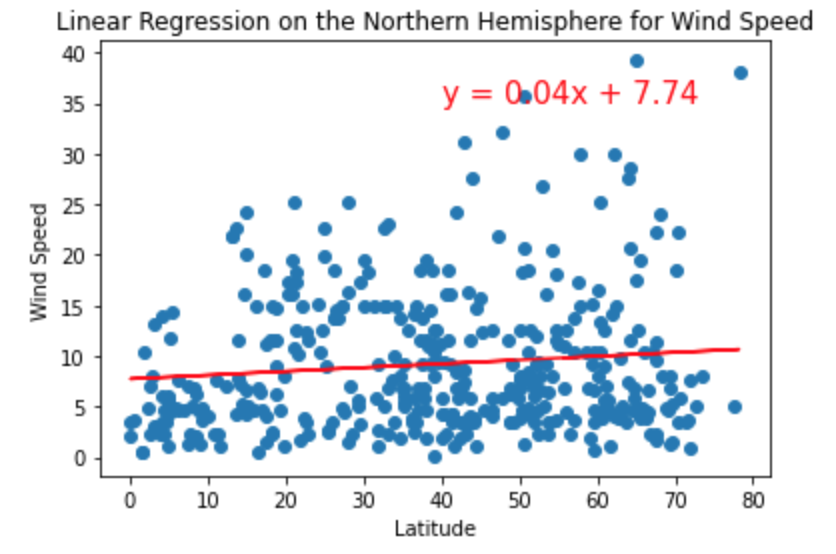 Linear Regression on the Northern Hemisphere for Wind Speed
40
35
30
25
20
15
10
5
0
y = 0.04x + 7.74
Wind Speed
0 10 20 30 40 50 60 70 80
Latitude